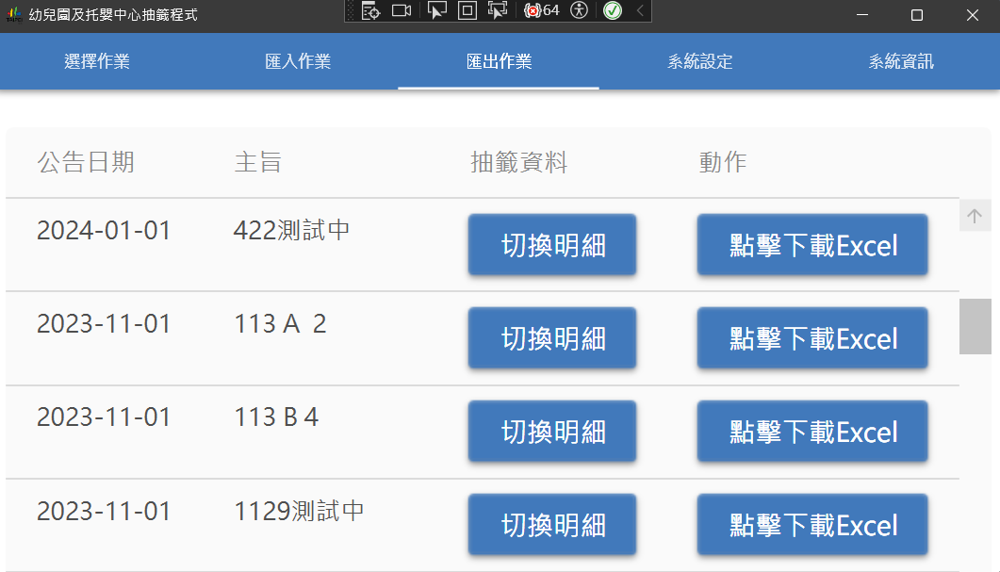 幼兒園及托嬰中心抽籤程式
64
選擇作業 匯入作業 匯出作業 系統設定 系統資訊
公告日期 主旨 抽籤資料 動作
2024-01-01 422測試中 切換明細 點擊下載Excel
2023-11-01 113 A  2 切換明細 點擊下載Excel
2023-11-01 113 B 4 切換明細 點擊下載Excel
2023-11-01 1129測試中 切換明細 點擊下載Excel